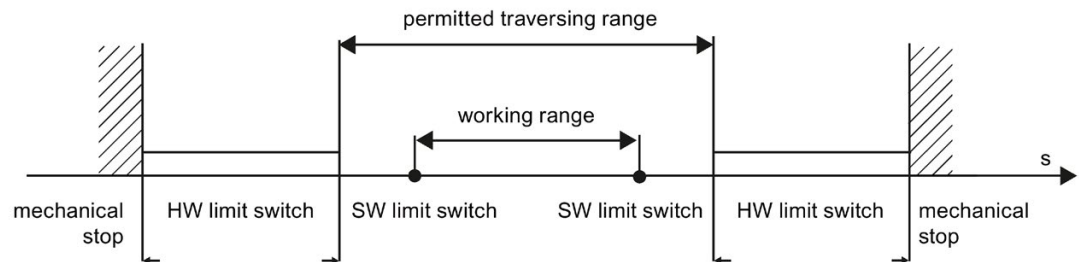 permitted traversing range
working range
s
mechanical
stop
HW limit switch
SW limit switch
SW limit switch
HW limit switch
mechanical
stop